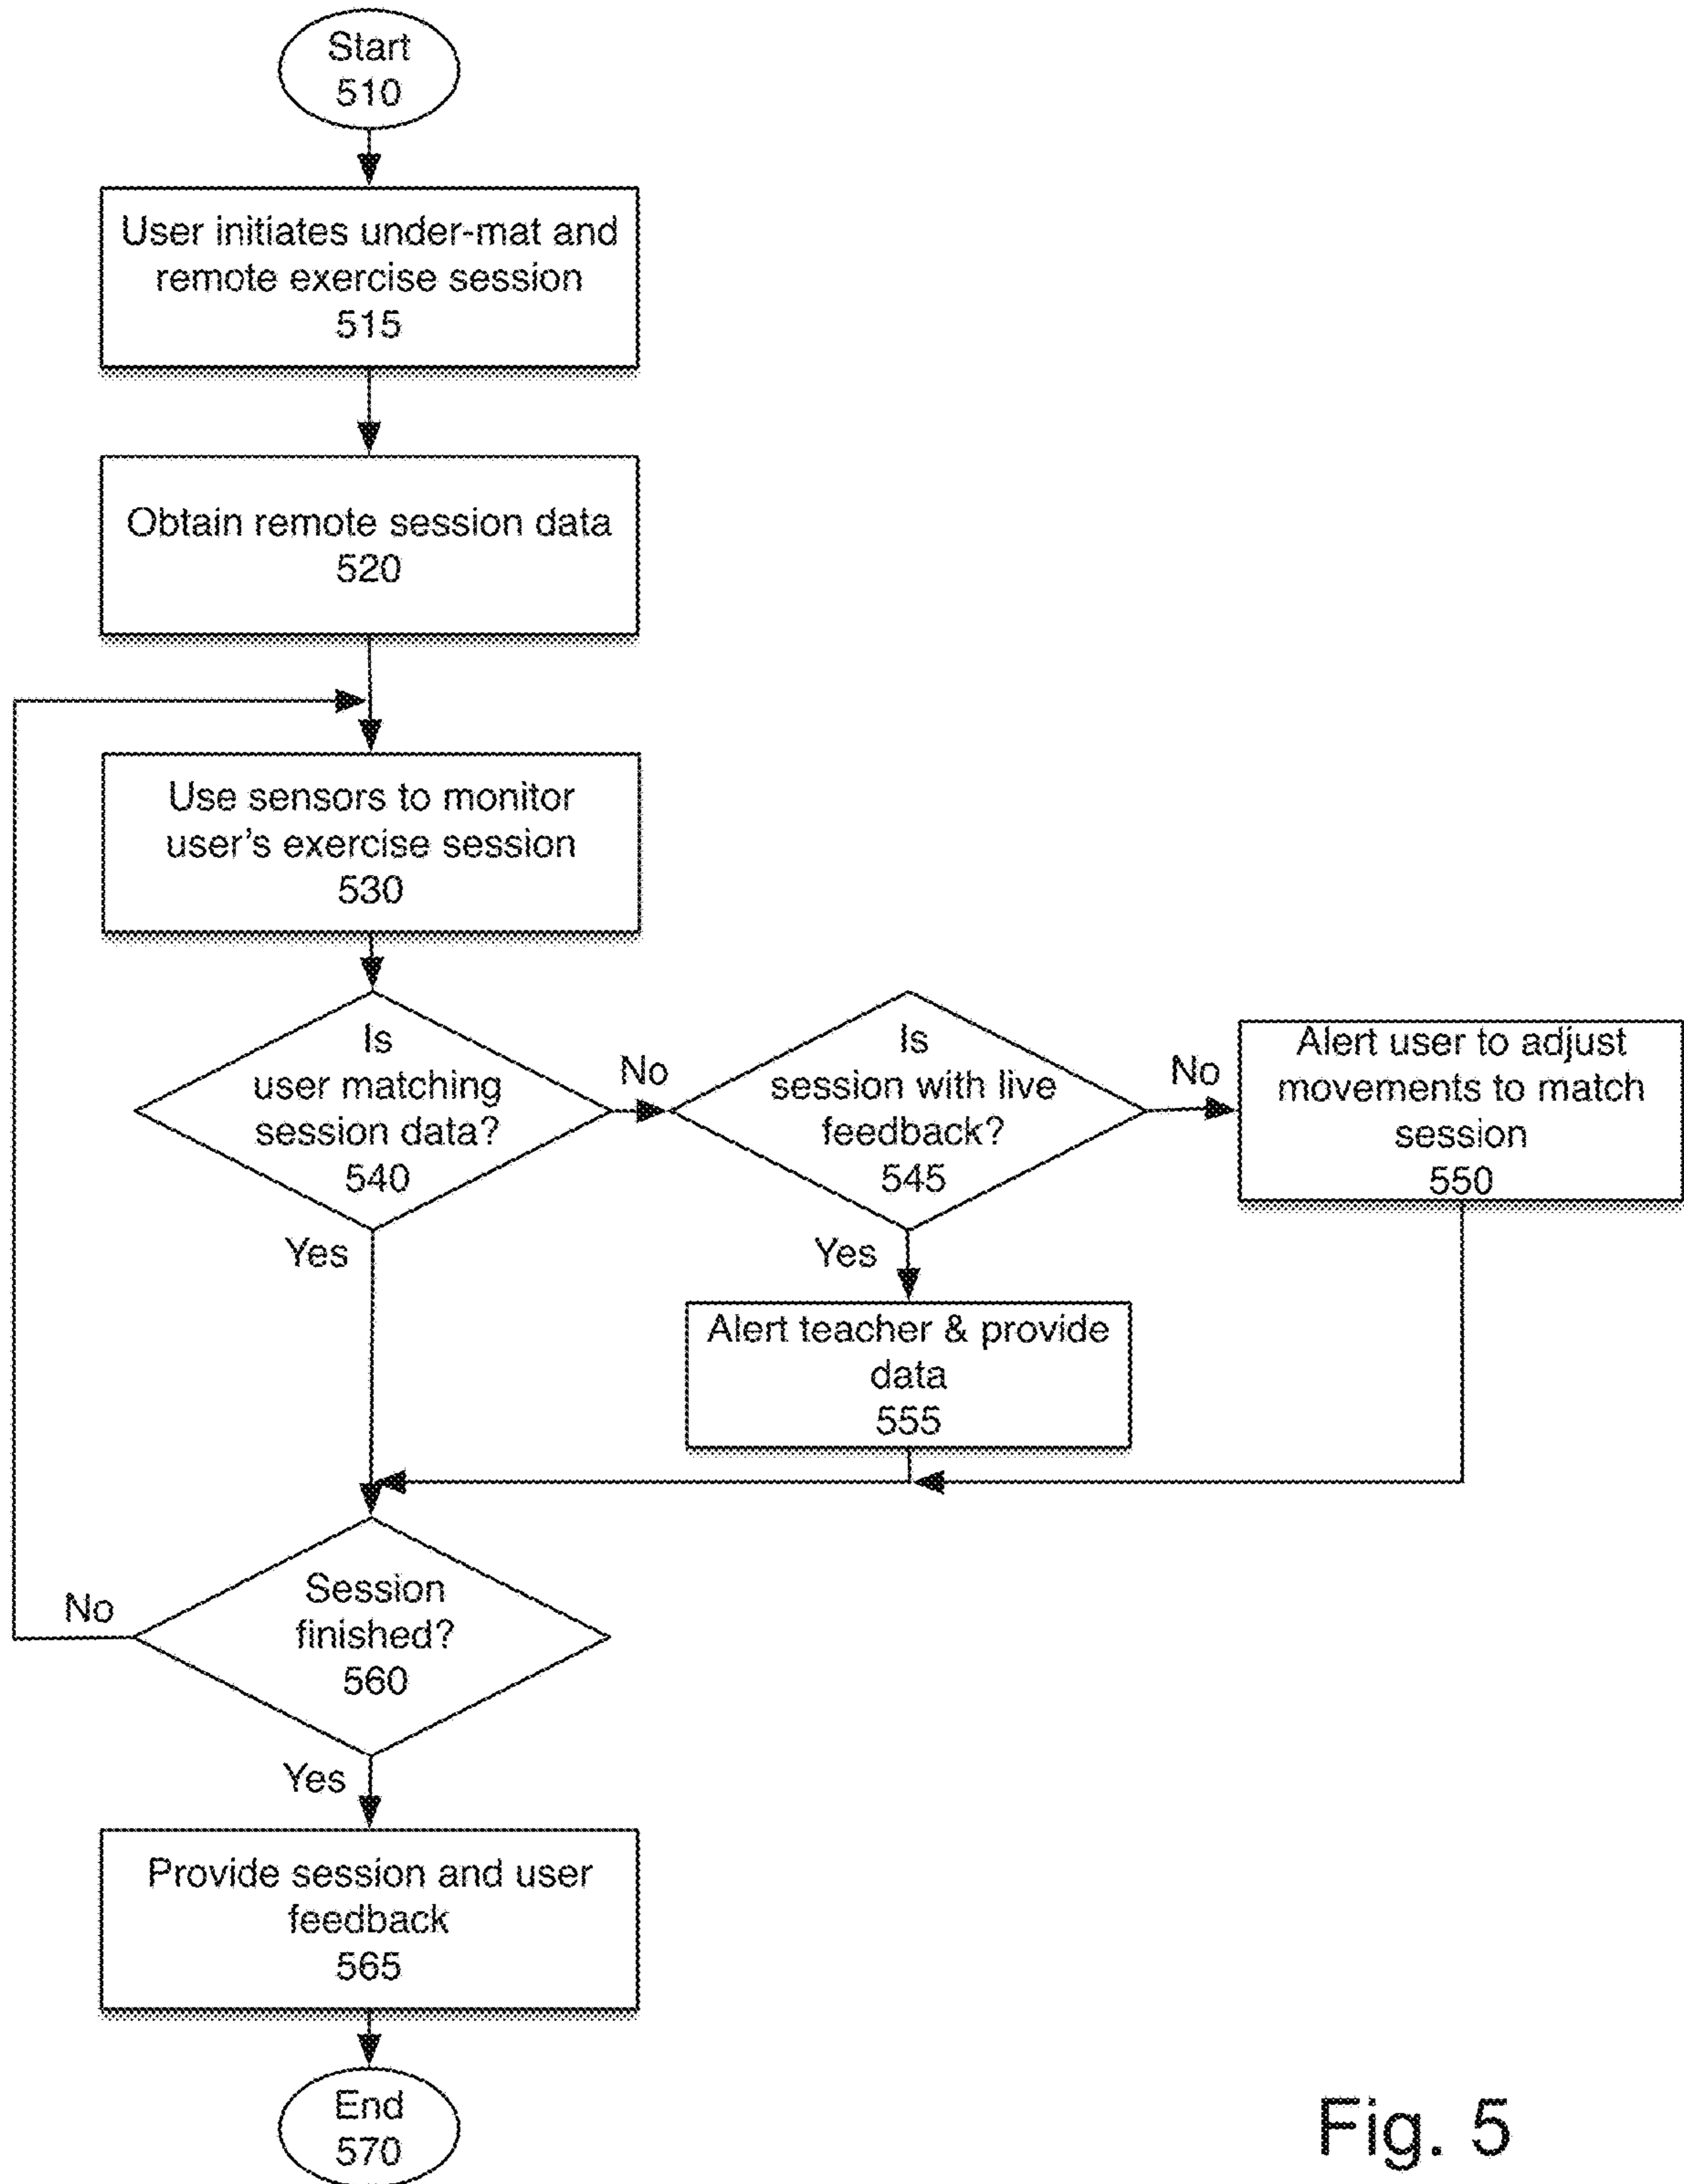 Start
510
User initiates under-mat and
remote exercise session
515
Obtain remote session data
520
Use sensors to monitor
user's exercise session
530
Is
user matching
session data?
540
No
Is
session with live
feedback?
545
No
Alert user to adjust
movements to match
session
550
Yes
Yes
Alert teacher & provide
data
555
Session
finished?
560
No
Yes
Provide session and user
feedback
565
End
570
Fig. 5